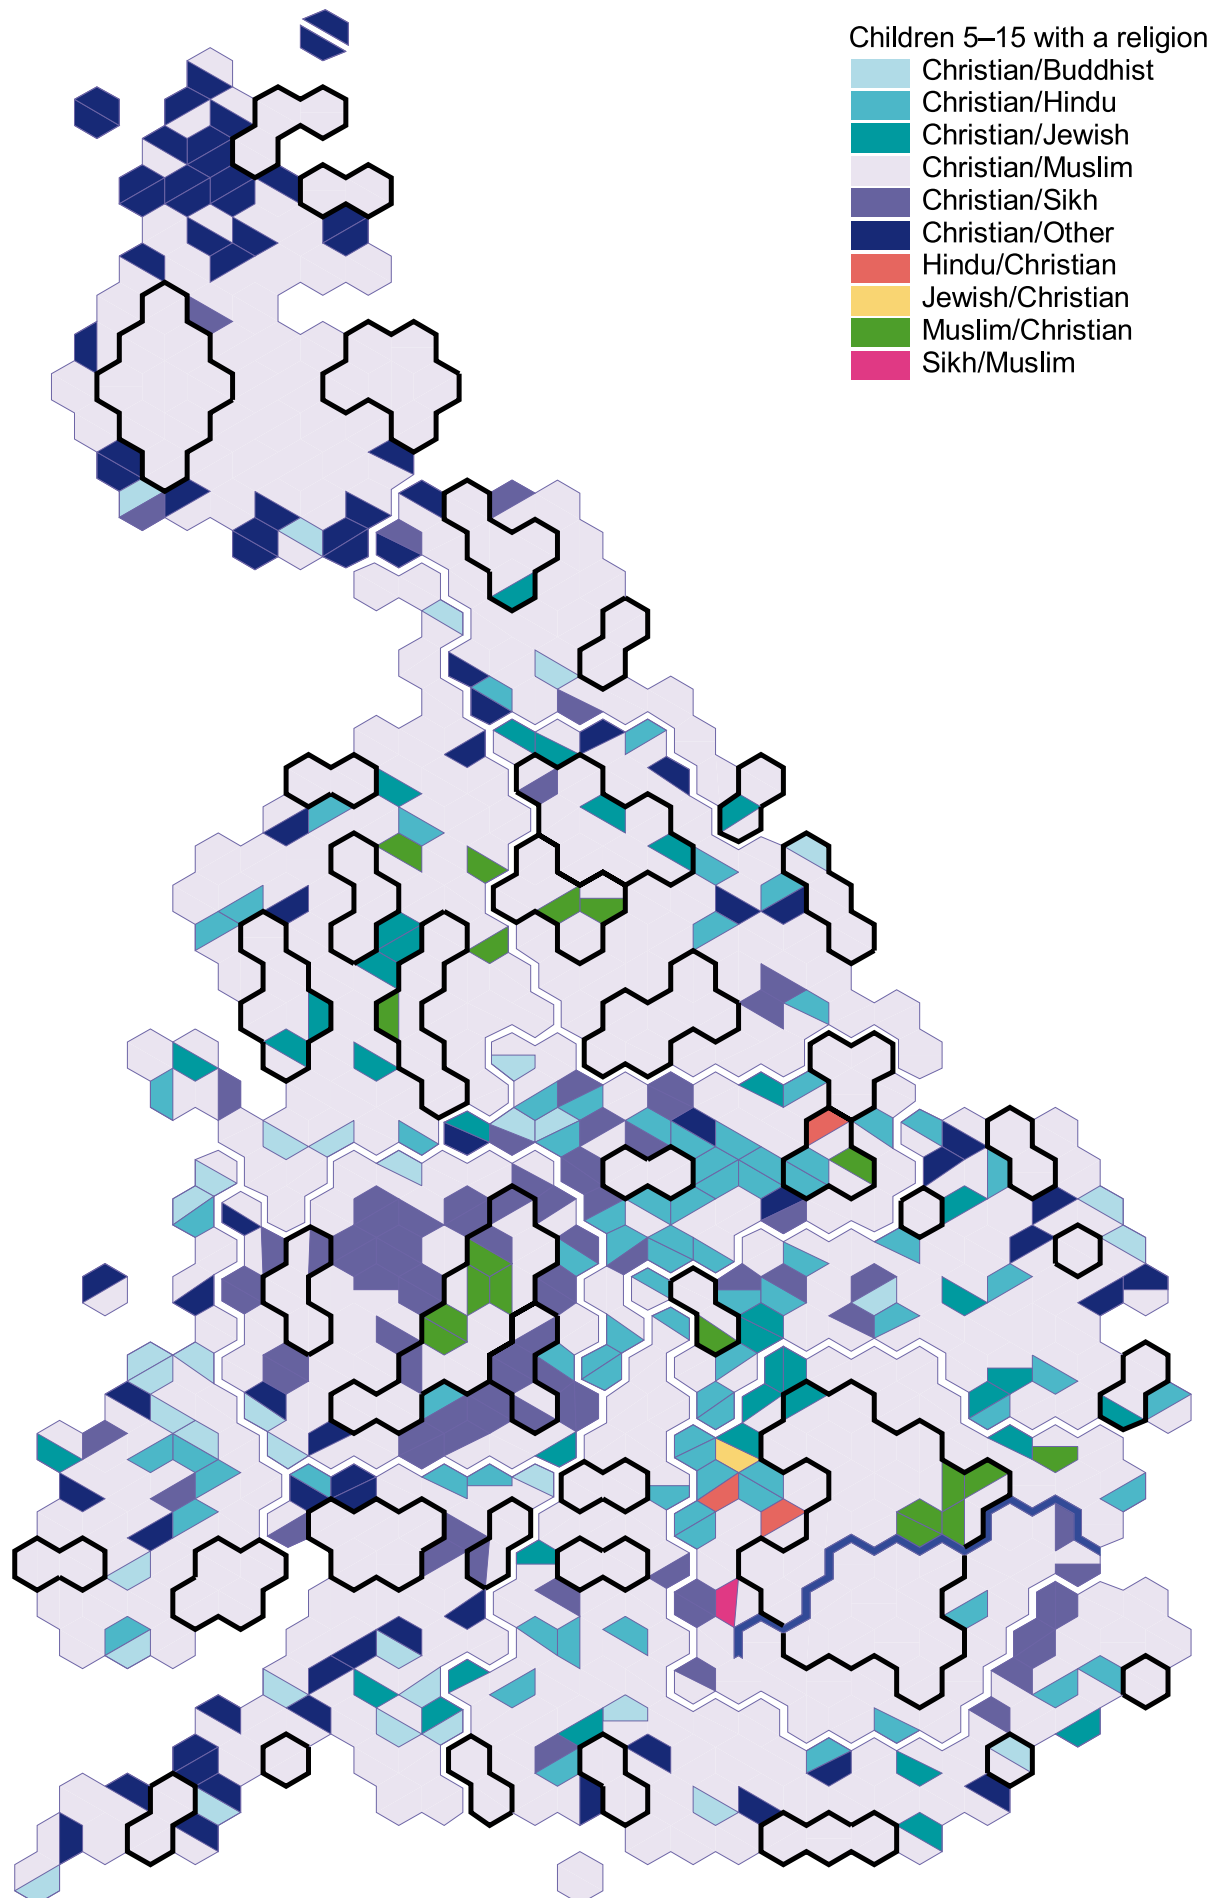 Children 5–15 with a religion
Christian/Buddhist
Christian/Hindu
Christian/Jewish
Christian/Muslim
Christian/Sikh
Christian/Other
Hindu/Christian
Jewish/Christian
Muslim/Christian
Sikh/Muslim